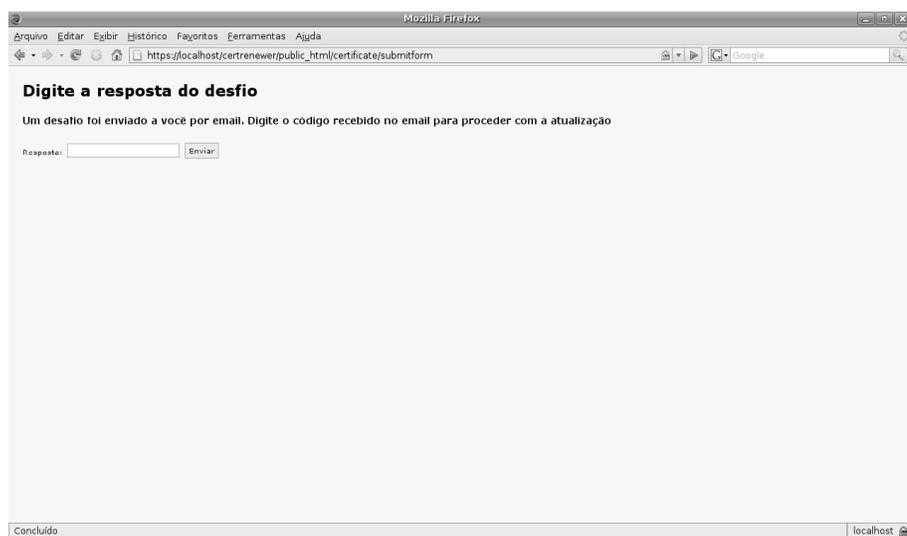 Mozilla Firefox
Arquivo Editar Exibir Histórico Favoritos Ferramentas Ajuda
https://localhost/certrenewer/public_html/certificate/submitform
G Google
Digite a resposta do desfio
Um desafio foi enviado a você por email. Digite o código recebido no email para proceder com a atualização
Resposta: Enviar
Concluído localhost